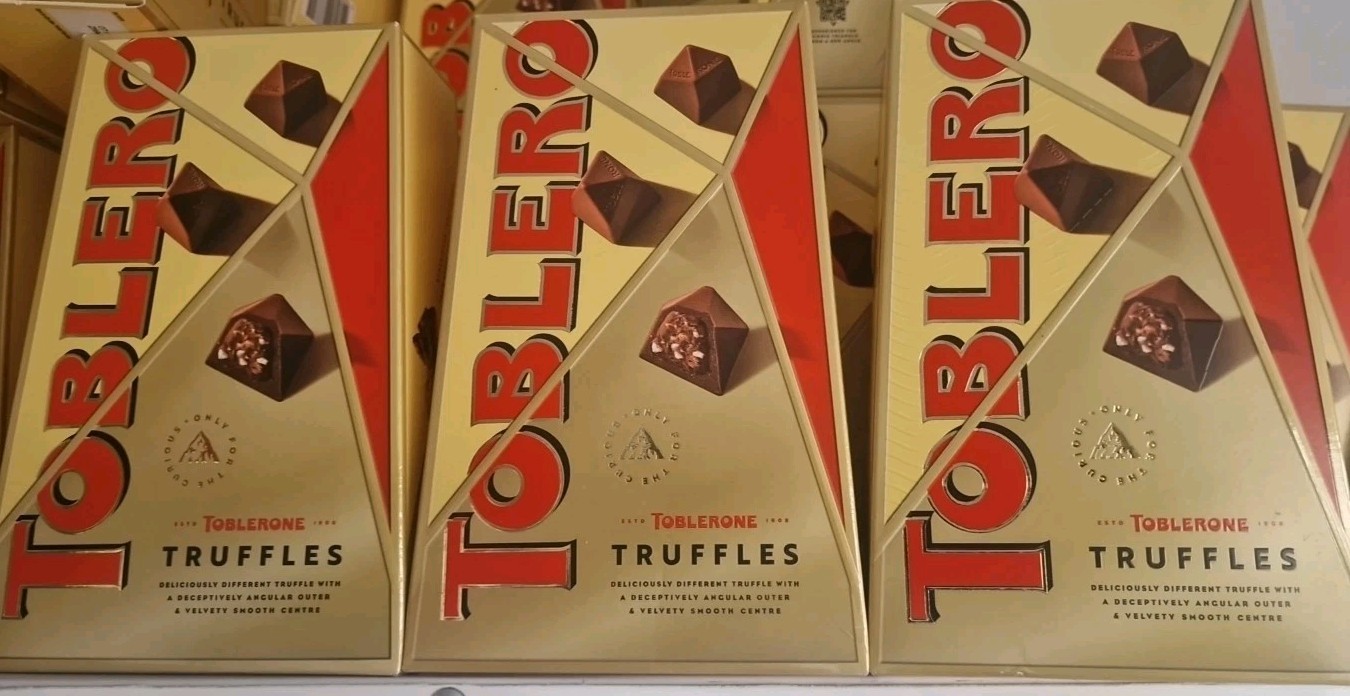 TOBLERO
ONLY FOR THE CURIOUS
ESTD TOBLERONE 1908
TRUFFLES
DELICIOUSLY DIFFERENT TRUFFLE WITH
A DECEPTIVELY ANGULAR OUTER
& VELVETY SMOOTH CENTRE
TOBLERO
ONLY FOR THE CURIOUS
ESTD TOBLERONE 1908
TRUFFLES
DELICIOUSLY DIFFERENT TRUFFLE WITH
A DECEPTIVELY ANGULAR OUTER
& VELVETY SMOOTH CENTRE
TOBLERO
ONLY FOR THE CURIOUS
ESTD TOBLERONE 1908
TRUFFLES
DELICIOUSLY DIFFERENT TRUFFLE WITH
A DECEPTIVELY ANGULAR OUTER
& VELVETY SMOOTH CENTRE